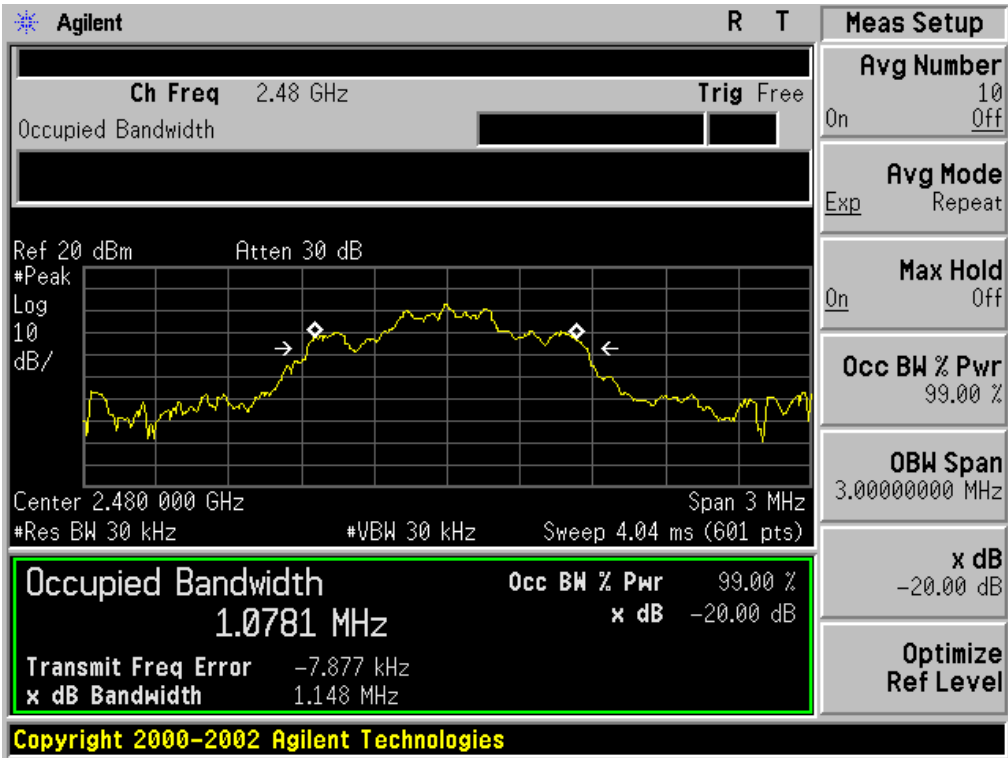 Agilent R T Meas Setup
Ch Freq 2.48 GHz Trig Free
Occupied Bandwidth
Ref 20 dBm Atten 30 dB
#Peak
Log
10
dB/
Center 2.480 000 GHz Span 3 MHz
#Res BW 30 kHz #VBW 30 kHz Sweep 4.04 ms (601 pts)
Occupied Bandwidth Occ BW % Pwr 99.00 %
1.0781 MHz x dB -20.00 dB
Transmit Freq Error -7.877 kHz
x dB Bandwidth 1.148 MHz
Copyright 2000-2002 Agilent Technologies
Avg Number
10
On Off
Avg Mode
Exp Repeat
Max Hold
On Off
Occ BW % Pwr
99.00 %
OBW Span
3.00000000 MHz
x dB
-20.00 dB
Optimize
Ref Level